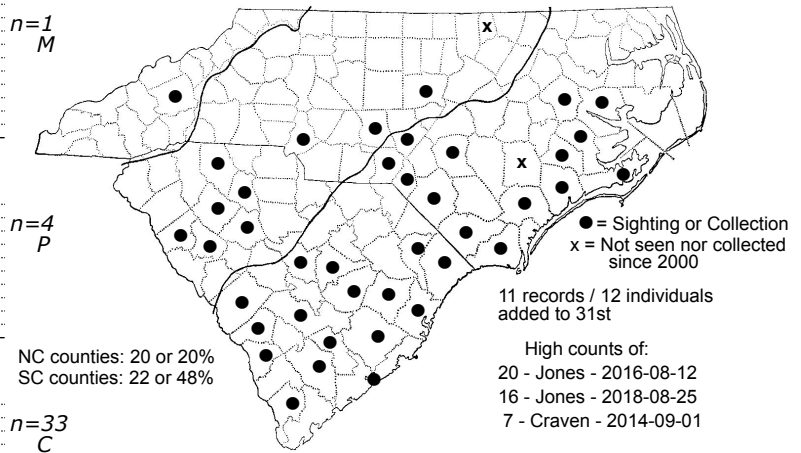 n=1
M
x
n=4
P
x
● = Sighting or Collection
x = Not seen nor collected
since 2000
11 records / 12 individuals
added to 31st
NC counties: 20 or 20%
SC counties: 22 or 48%
High counts of:
20 - Jones - 2016-08-12
16 - Jones - 2018-08-25
7 - Craven - 2014-09-01
n=33
C